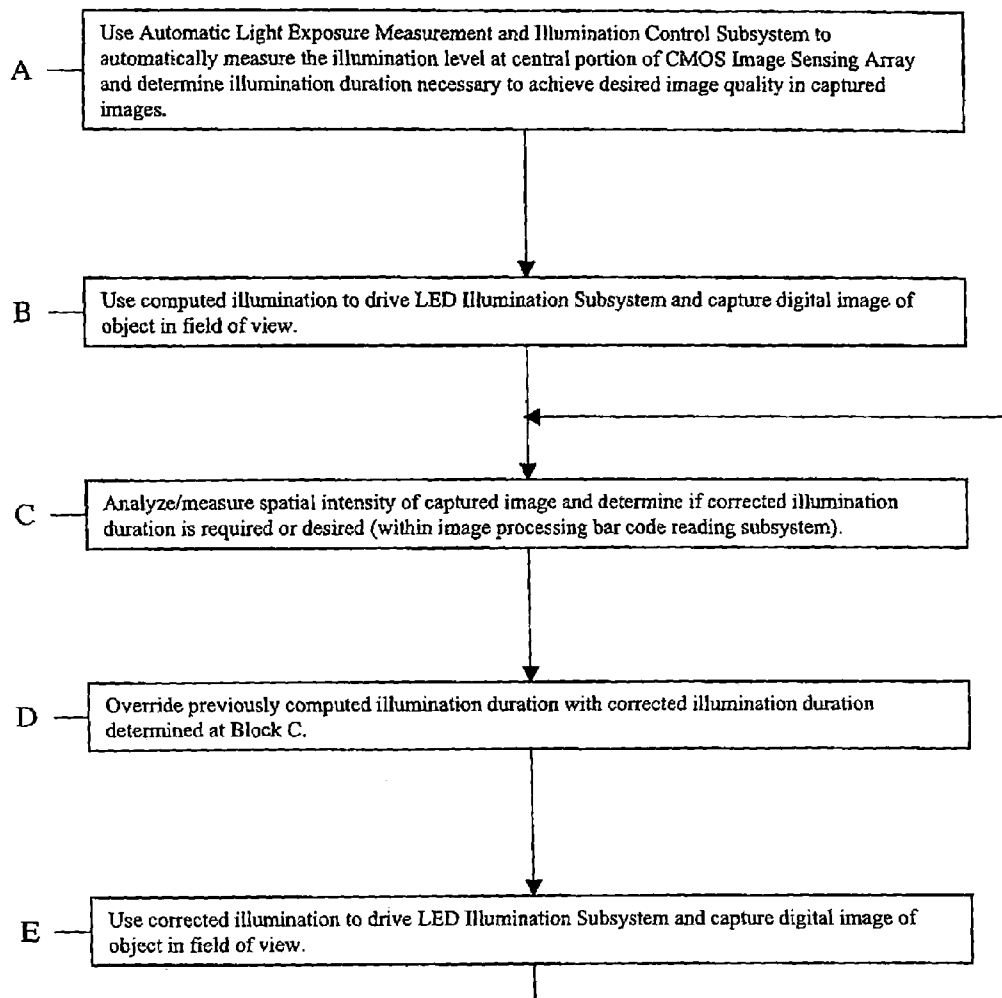 A
Use Automatic Light Exposure Measurement and Illumination Control Subsystem to
automatically measure the illumination level at central portion of CMOS Image Sensing Array
and determine illumination duration necessary to achieve desired image quality in captured
images.
B
Use computed illumination to drive LED Illumination Subsystem and capture digital image of
object in field of view.
C
Analyze/measure spatial intensity of captured image and determine if corrected illumination
duration is required or desired (within image processing bar code reading subsystem).
D
Override previously computed illumination duration with corrected illumination duration
determined at Block C.
E
Use corrected illumination to drive LED Illumination Subsystem and capture digital image of
object in field of view.